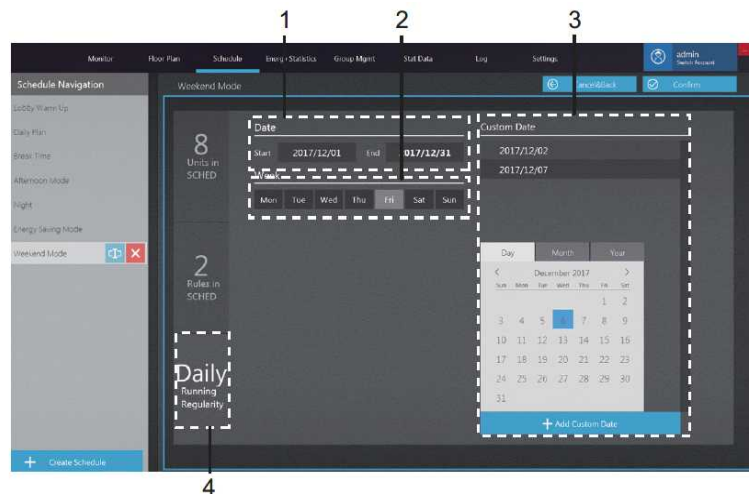 1 2 3
Monitor Floor Plan Schedule Energy Statistics Group Mgmt Stat Data Log Settings admin
Switch Account
Schedule Navigation Weekend Mode Cancel&Back Confirm
Lobby Warm Up
Daily Plan
Break Time
Afternoon Mode
Night
Energy Saving Mode
Weekend Mode
Create Schedule
8
Units in
SCHED
2
Rules in
SCHED
Daily
Running
Regularity
Date
Start 2017/12/01 End 2017/12/31
Week
Mon Tue Wed Thu Fri Sat Sun
Custom Date
2017/12/02
2017/12/07
Day Month Year
< December 2017 >
Sun Mon Tue Wed Thu Fri Sat
1 2
3 4 5 6 7 8 9
10 11 12 13 14 15 16
17 18 19 20 21 22 23
24 25 26 27 28 29 30
31
+ Add Custom Date
4